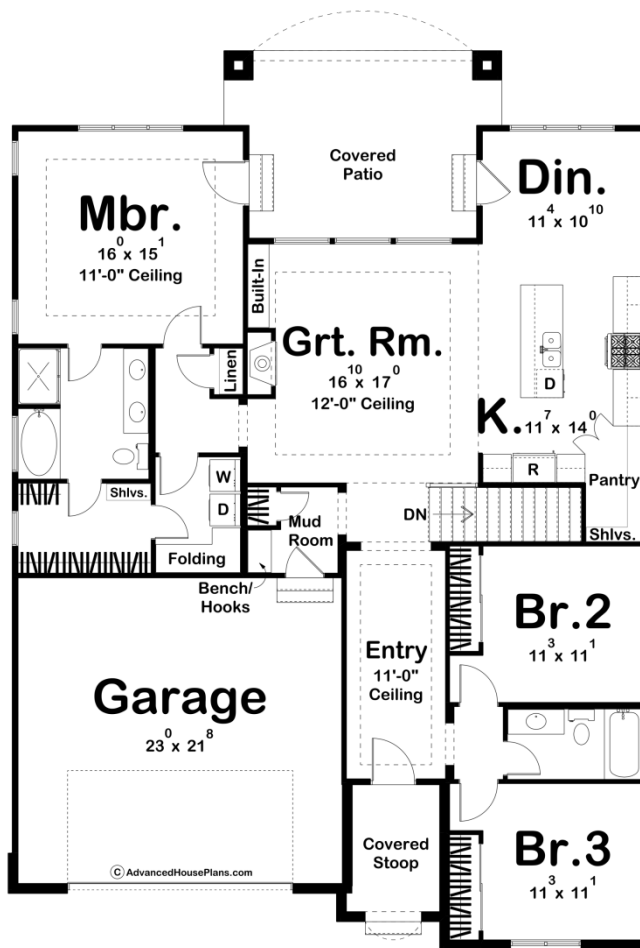 Covered
Patio
Mbr.
16⁰ x 15¹
11'-0" Ceiling
Din.
11⁴ x 10¹⁰
Built-In
Grt. Rm.
16¹⁰ x 17⁰
12'-0" Ceiling
Linen
D
K.
11⁷ x 14⁰
R
Pantry
Shlvs.
W
D
Shlvs.
Folding
Mud
Room
DN
Bench/
Hooks
Entry
11'-0"
Ceiling
Br.2
11³ x 11¹
Garage
23⁰ x 21⁸
Covered
Stoop
Br.3
11³ x 11¹
© AdvancedHousePlans.com